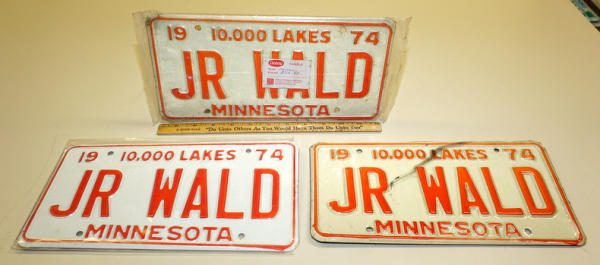 19 10,000 LAKES 74
JR WALD
MINNESOTA
"Do Unto Others As You Would Have Them Do Unto You"
19 10,000 LAKES 74
JR WALD
MINNESOTA
19 10,000 LAKES 74
JR WALD
MINNESOTA